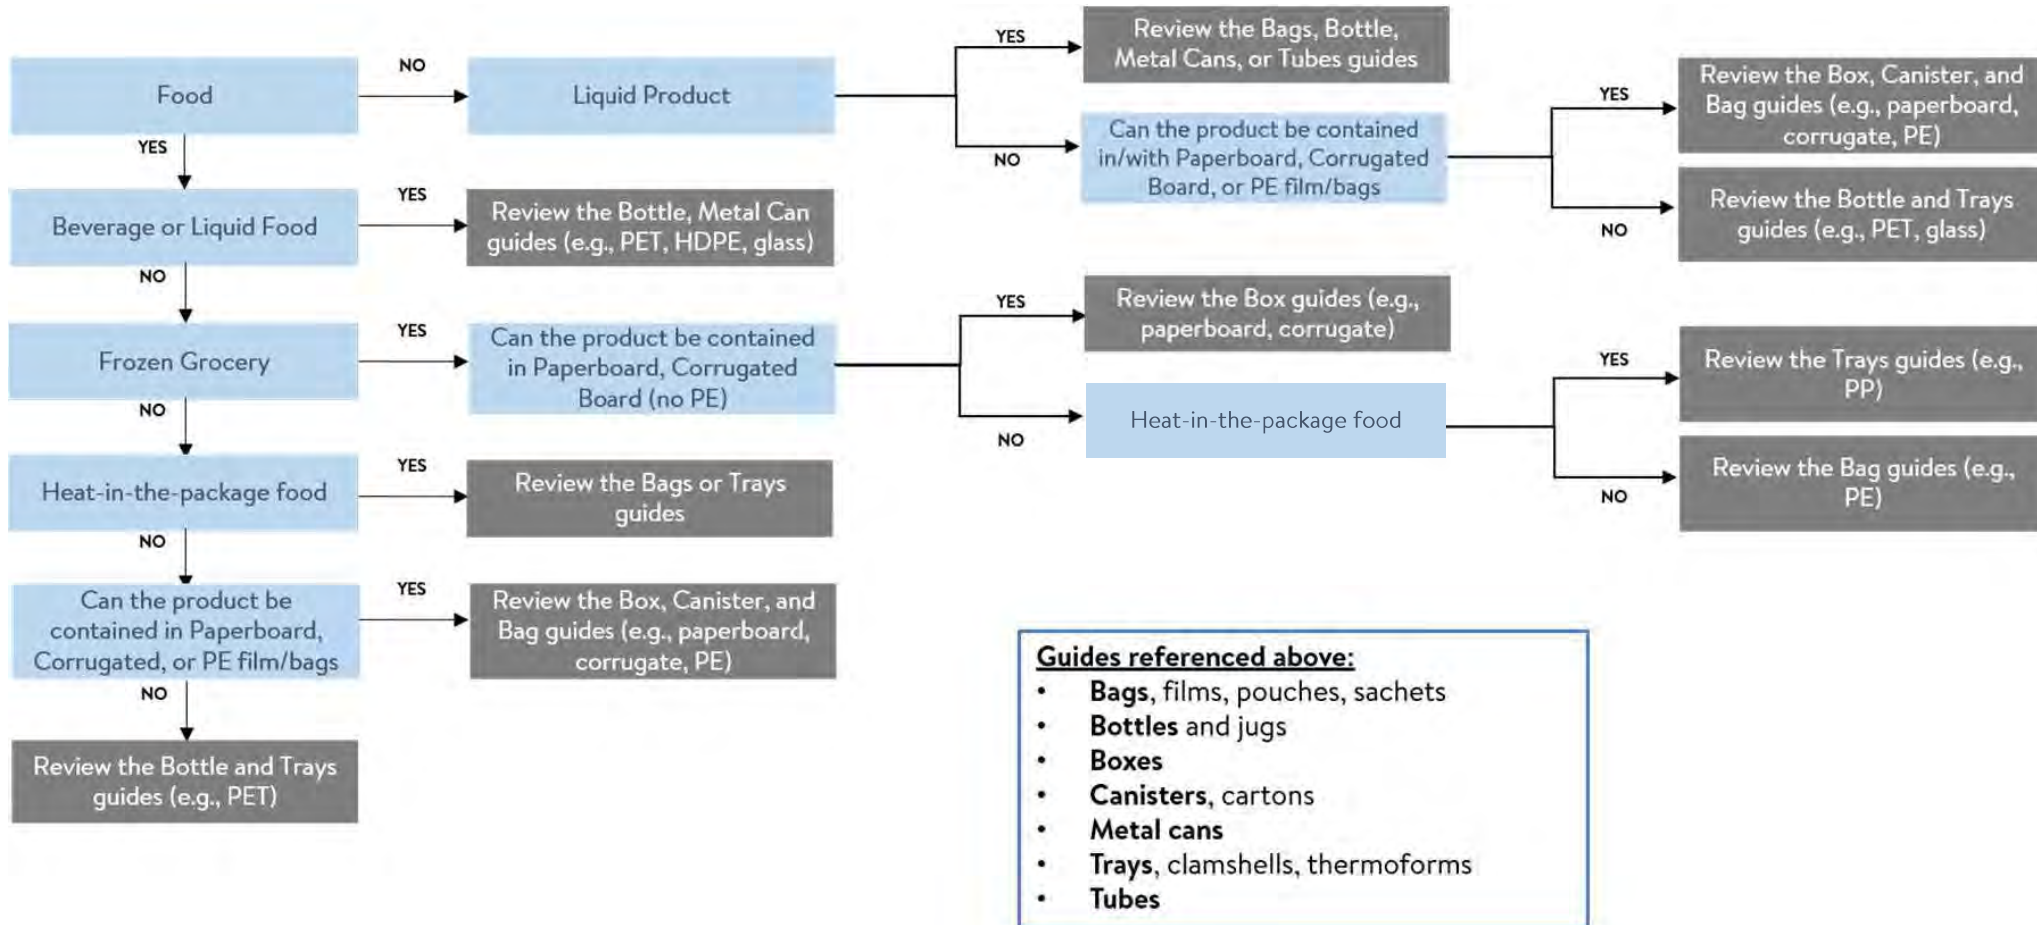 Food
NO
Liquid Product
YES
Review the Bags, Bottle,
Metal Cans, or Tubes guides
NO
Can the product be contained
in/with Paperboard, Corrugated
Board, or PE film/bags
YES
Review the Box, Canister, and
Bag guides (e.g., paperboard,
corrugate, PE)
NO
Review the Bottle and Trays
guides (e.g., PET, glass)
YES
Beverage or Liquid Food
YES
Review the Bottle, Metal Can
guides (e.g., PET, HDPE, glass)
NO
Frozen Grocery
YES
Can the product be contained
in Paperboard, Corrugated
Board (no PE)
YES
Review the Box guides (e.g.,
paperboard, corrugate)
NO
Heat-in-the-package food
YES
Review the Trays guides (e.g.,
PP)
NO
Review the Bag guides (e.g.,
PE)
NO
Heat-in-the-package food
YES
Review the Bags or Trays
guides
NO
Can the product be
contained in Paperboard,
Corrugated, or PE film/bags
YES
Review the Box, Canister, and
Bag guides (e.g., paperboard,
corrugate, PE)
NO
Review the Bottle and Trays
guides (e.g., PET)
Guides referenced above:
• Bags, films, pouches, sachets
• Bottles and jugs
• Boxes
• Canisters, cartons
• Metal cans
• Trays, clamshells, thermoforms
• Tubes